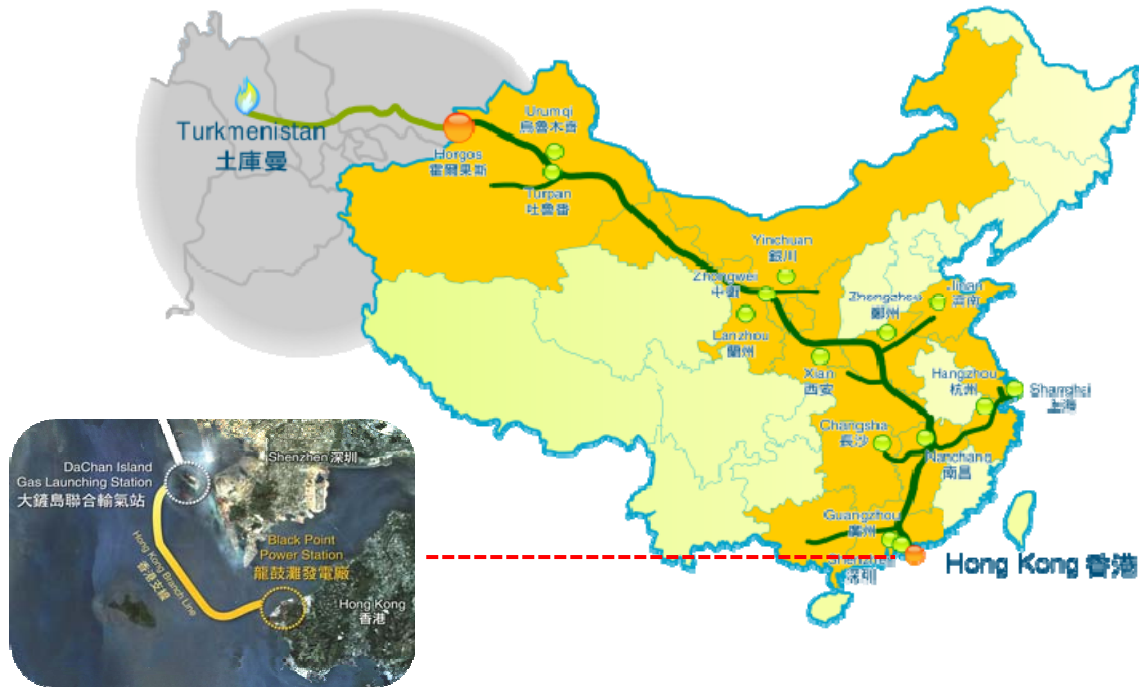 Turkmenistan
土庫曼
Urumqi
烏魯木齊
Horgos
霍爾果斯
Turpan
吐魯番
Yinchuan
銀川
Zhongwei
中衛
Lanzhou
蘭州
Zhengzhou
鄭州
Jinan
濟南
Xian
西安
Hangzhou
杭州
Shanghai
上海
Changsha
長沙
Nanchang
南昌
Guangzhou
廣州
Shenzhen
深圳
Hong Kong 香港
Shenzhen 深圳
DaChan Island
Gas Launching Station
大鏟島聯合輸氣站
Black Point
Power Station
龍鼓灘發電廠
Hong Kong Branch Line
香港支線
Hong Kong
香港